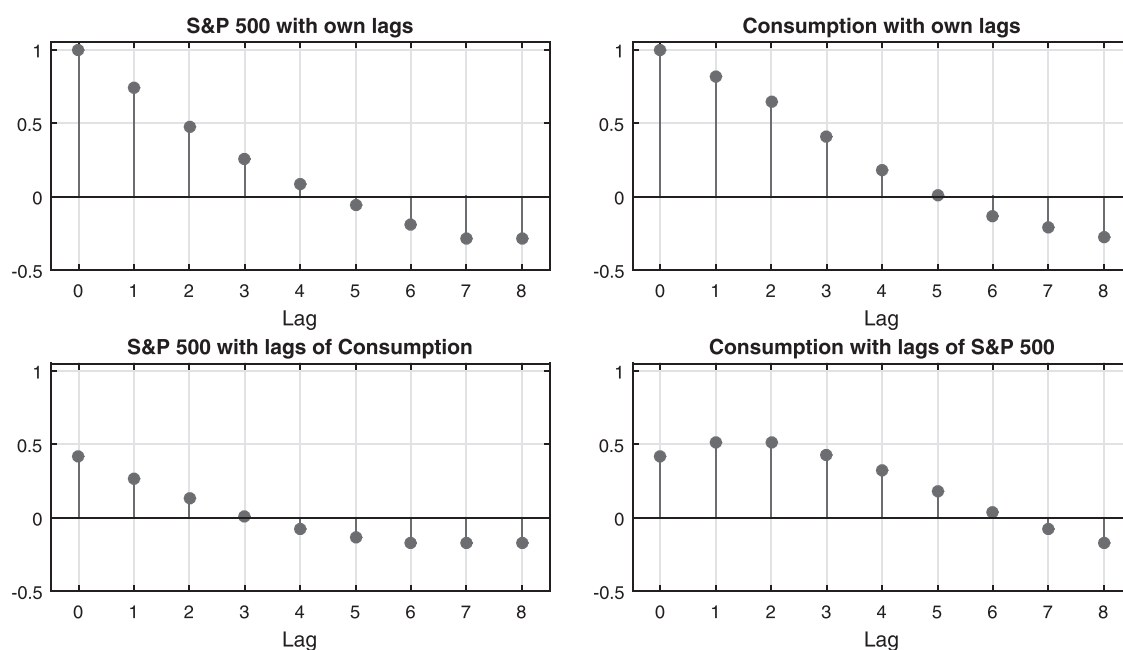 S&P 500 with own lags
1
0.5
0
-0.5
0 1 2 3 4 5 6 7 8
Lag
Consumption with own lags
1
0.5
0
-0.5
0 1 2 3 4 5 6 7 8
Lag
S&P 500 with lags of Consumption
1
0.5
0
-0.5
0 1 2 3 4 5 6 7 8
Lag
Consumption with lags of S&P 500
1
0.5
0
-0.5
0 1 2 3 4 5 6 7 8
Lag